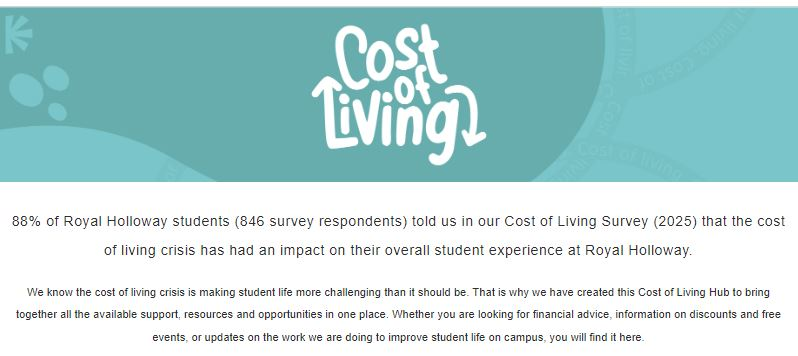 Cost
of
Living
Cost of living
88% of Royal Holloway students (846 survey respondents) told us in our Cost of Living Survey (2025) that the cost
of living crisis has had an impact on their overall student experience at Royal Holloway.
We know the cost of living crisis is making student life more challenging than it should be. That is why we have created this Cost of Living Hub to bring
together all the available support, resources and opportunities in one place. Whether you are looking for financial advice, information on discounts and free
events, or updates on the work we are doing to improve student life on campus, you will find it here.